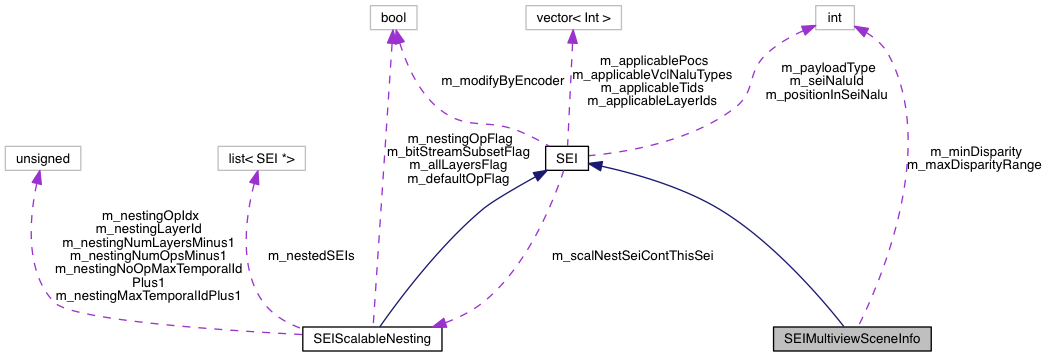 bool
vector< Int >
int
m_modifyByEncoder
m_applicablePocs
m_applicableVclNaluTypes
m_applicableTids
m_applicableLayerIds
m_payloadType
m_seiNaluId
m_positionInSeiNalu
unsigned
list< SEI *>
m_nestingOpFlag
m_bitStreamSubsetFlag
m_allLayersFlag
m_defaultOpFlag
SEI
m_minDisparity
m_maxDisparityRange
m_nestingOpIdx
m_nestingLayerId
m_nestingNumLayersMinus1
m_nestingNumOpsMinus1
m_nestingNoOpMaxTemporalId
Plus1
m_nestingMaxTemporalIdPlus1
m_nestedSEIs
m_scalNestSeiContThisSei
SEIScalableNesting
SEIMultiviewSceneInfo